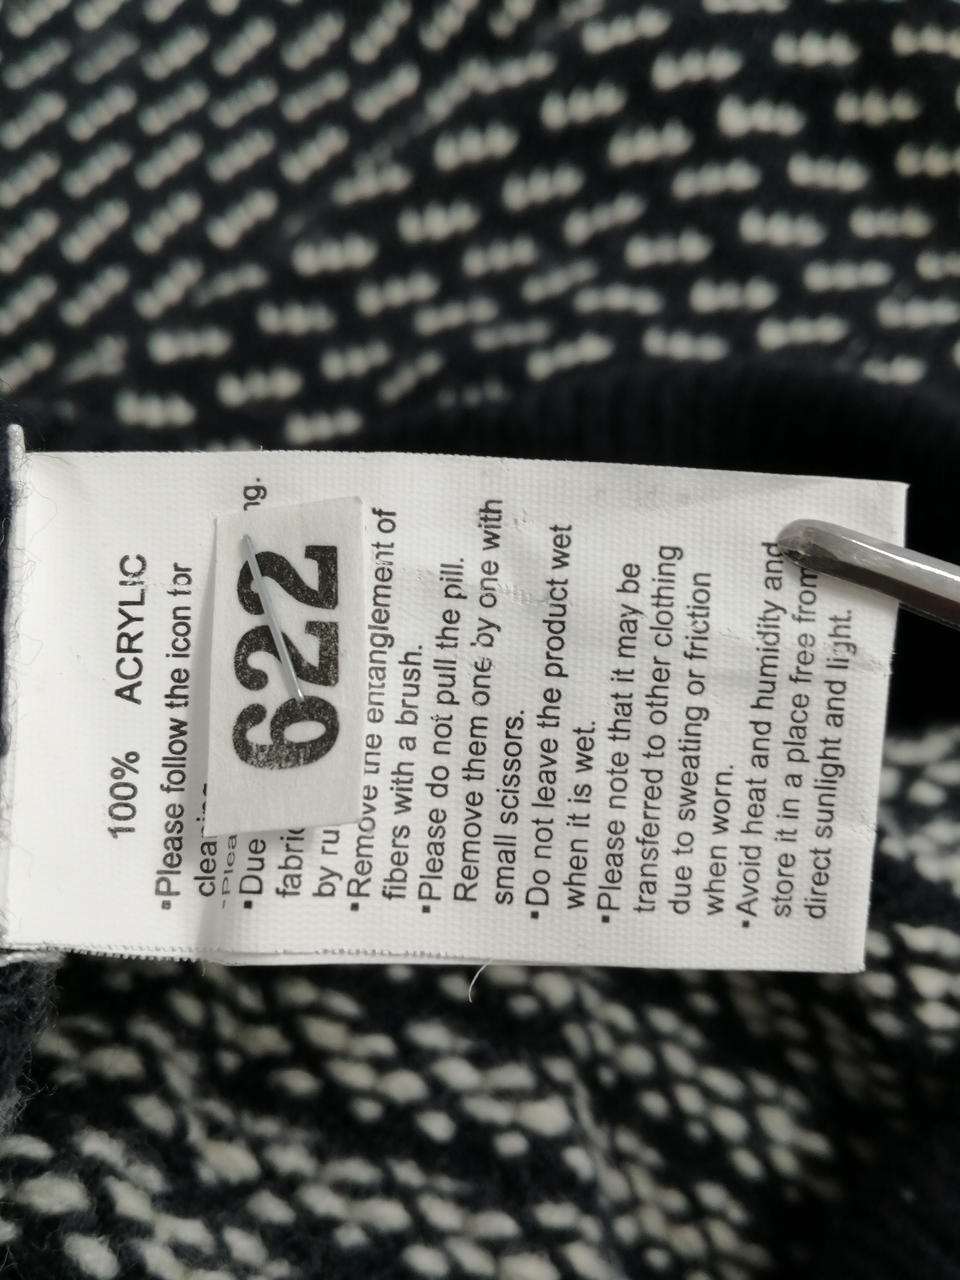 100% ACRYLIC
▪Please follow the icon for
▪Due
622
▪Remove the entanglement of
fibers with a brush.
▪Please do not pull the pill.
Remove them one by one with
small scissors.
▪Do not leave the product wet
when it is wet.
▪Please note that it may be
transferred to other clothing
due to sweating or friction
when worn.
▪Avoid heat and humidity and
store it in a place free from
direct sunlight and light.